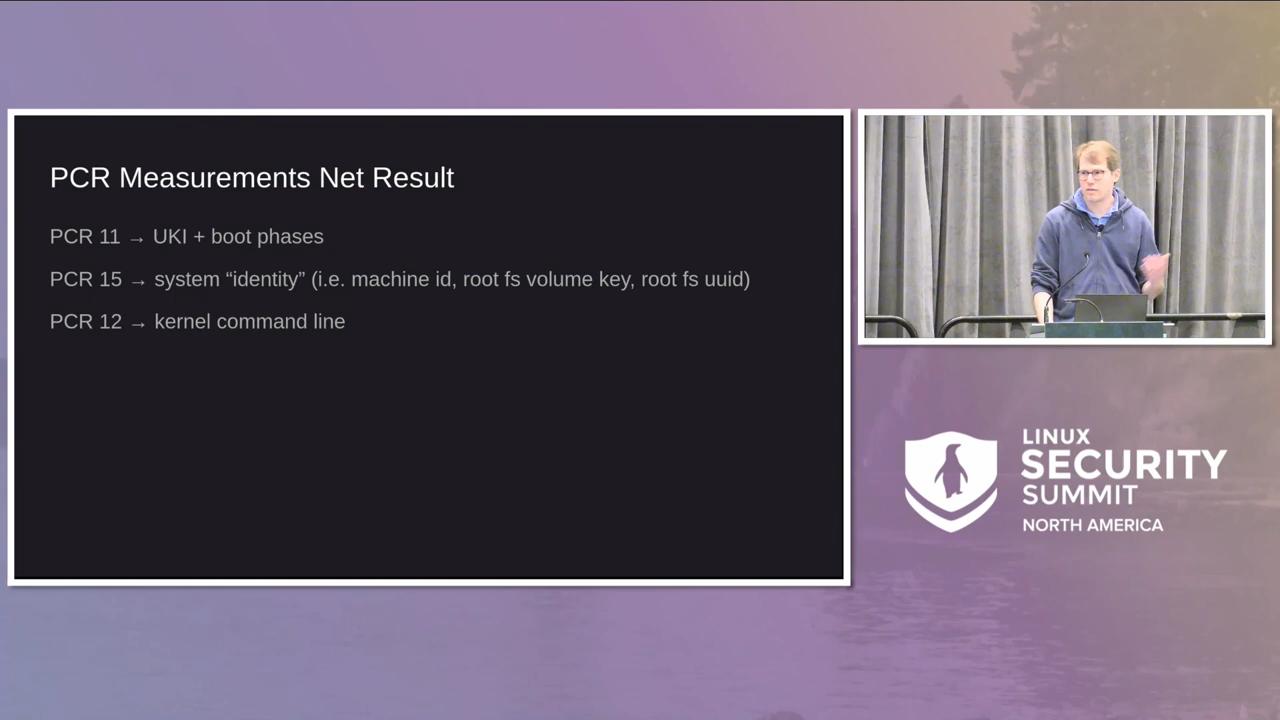 PCR Measurements Net Result
PCR 11 → UKI + boot phases
PCR 15 → system “identity” (i.e. machine id, root fs volume key, root fs uuid)
PCR 12 → kernel command line
LINUX
SECURITY
SUMMIT
NORTH AMERICA